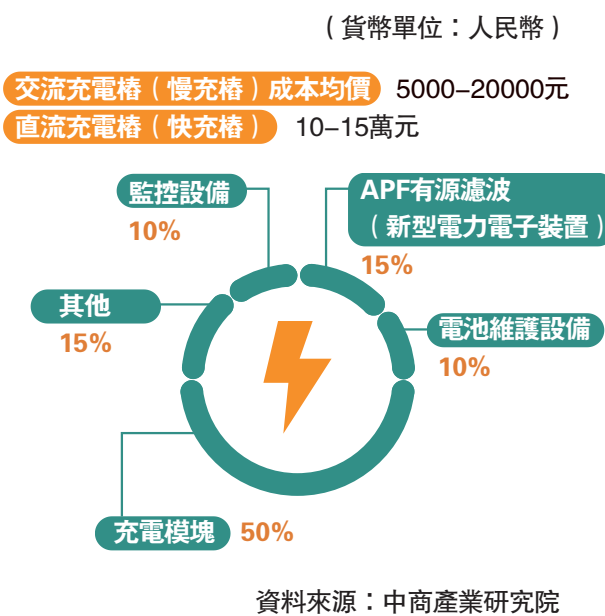 （貨幣單位：人民幣）
交流充電樁（慢充樁）成本均價 5000–20000元
直流充電樁（快充樁） 10–15萬元
監控設備
10%
APF有源濾波
（新型電力電子裝置）
15%
其他
15%
電池維護設備
10%
充電模塊 50%
資料來源：中商產業研究院